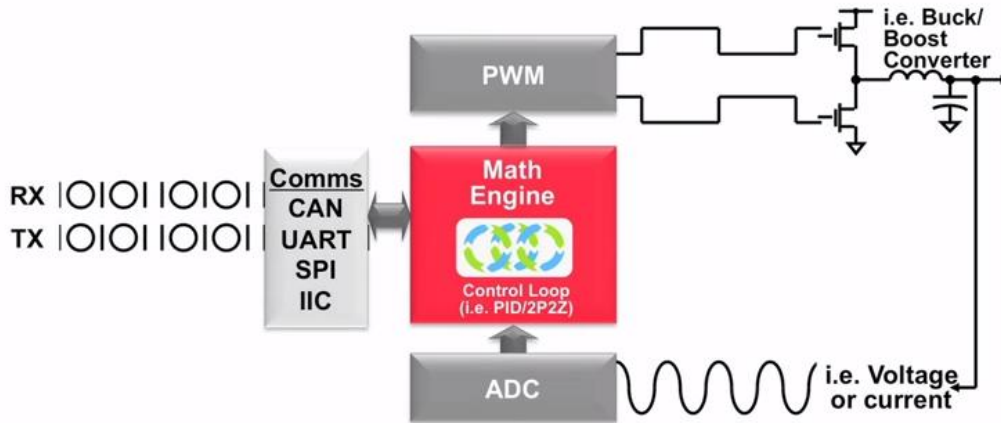 PWM
i.e. Buck/
Boost
Converter
RX |O|O| |O|O|
TX |O|O| |O|O|
Comms
CAN
UART
SPI
IIC
Math
Engine
Control Loop
(i.e. PID/2P2Z)
ADC
i.e. Voltage
or current